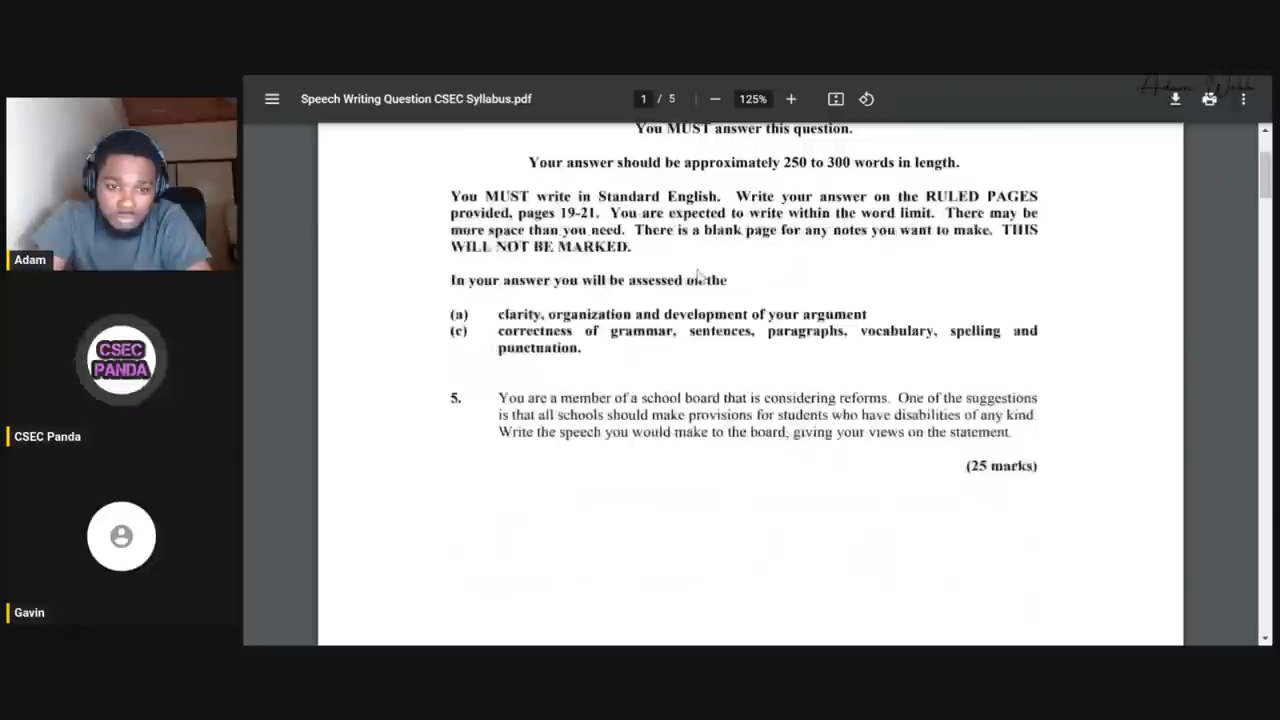 Speech Writing Question CSEC Syllabus.pdf
1 / 5
125%
You MUST answer this question.
Your answer should be approximately 250 to 300 words in length.
You MUST write in Standard English. Write your answer on the RULED PAGES
provided, pages 19-21. You are expected to write within the word limit. There may be
more space than you need. There is a blank page for any notes you want to make. THIS
WILL NOT BE MARKED.
In your answer you will be assessed on the
(a) clarity, organization and development of your argument
(c) correctness of grammar, sentences, paragraphs, vocabulary, spelling and
punctuation.
5. You are a member of a school board that is considering reforms. One of the suggestions
is that all schools should make provisions for students who have disabilities of any kind
Write the speech you would make to the board, giving your views on the statement.
(25 marks)
Adam
CSEC
PANDA
CSEC Panda
Gavin